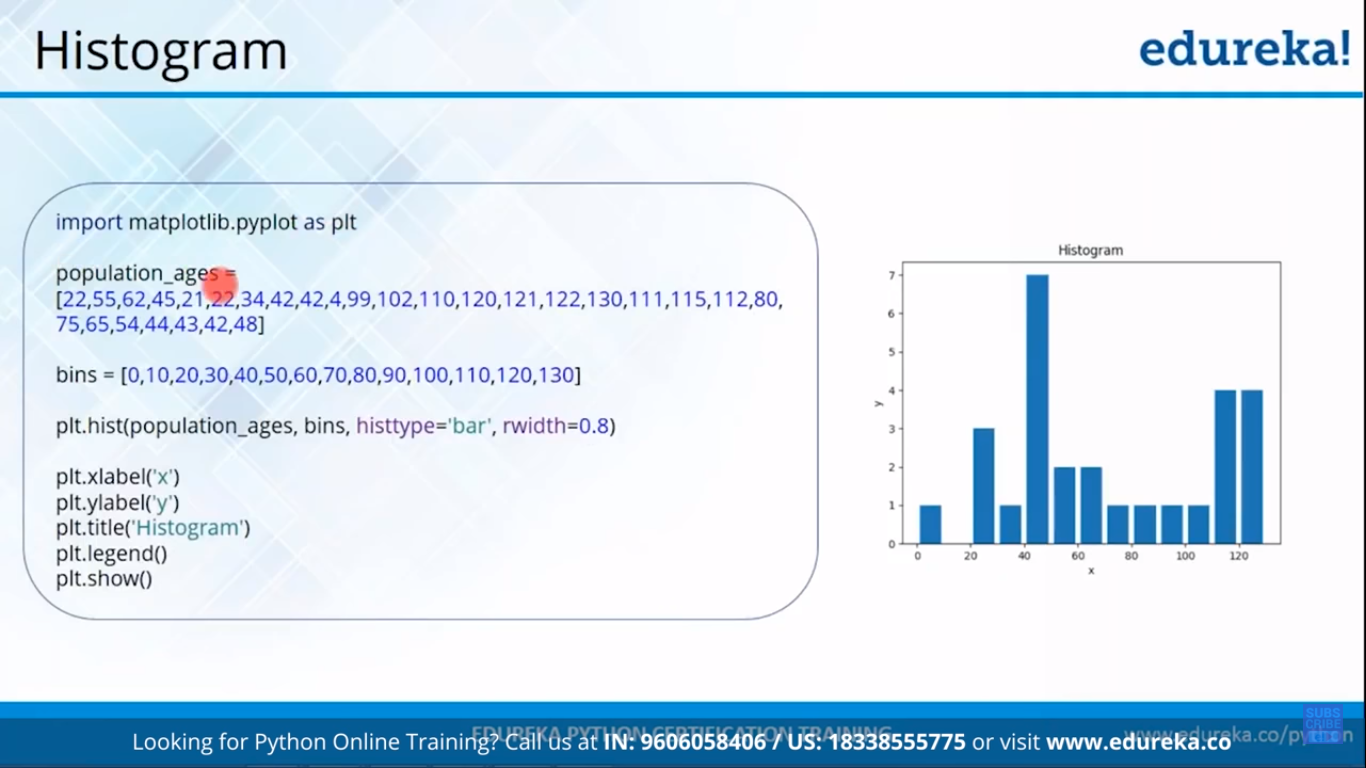 Histogram
edureka!
import matplotlib.pyplot as plt
population_ages =
[22,55,62,45,21,22,34,42,42,4,99,102,110,120,121,122,130,111,115,112,80,
75,65,54,44,43,42,48]
bins = [0,10,20,30,40,50,60,70,80,90,100,110,120,130]
plt.hist(population_ages, bins, histtype='bar', rwidth=0.8)
plt.xlabel('x')
plt.ylabel('y')
plt.title('Histogram')
plt.legend()
plt.show()
Histogram
7
6
5
4
3
2
1
0
y
0 20 40 60 80 100 120
x
EDUREKA PYTHON CERTIFICATION TRAINING
www.edureka.co/python
SUBS
CRIBE
Looking for Python Online Training? Call us at IN: 9606058406 / US: 18338555775 or visit www.edureka.co